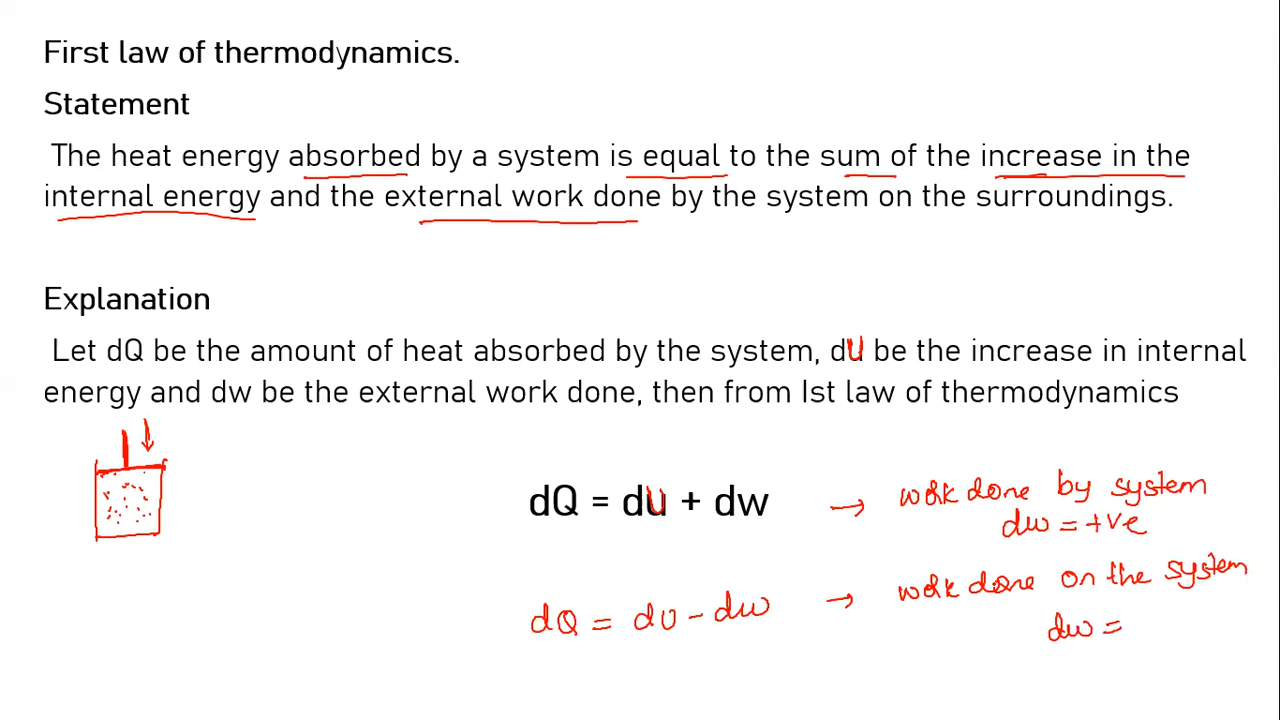 First law of thermodynamics.
Statement
The heat energy absorbed by a system is equal to the sum of the increase in the
internal energy and the external work done by the system on the surroundings.
Explanation
Let dQ be the amount of heat absorbed by the system, dU be the increase in internal
energy and dw be the external work done, then from Ist law of thermodynamics
dQ = dU + dw → work done by system
dw = +ve
dQ = dU - dw → work done on the system
dw =